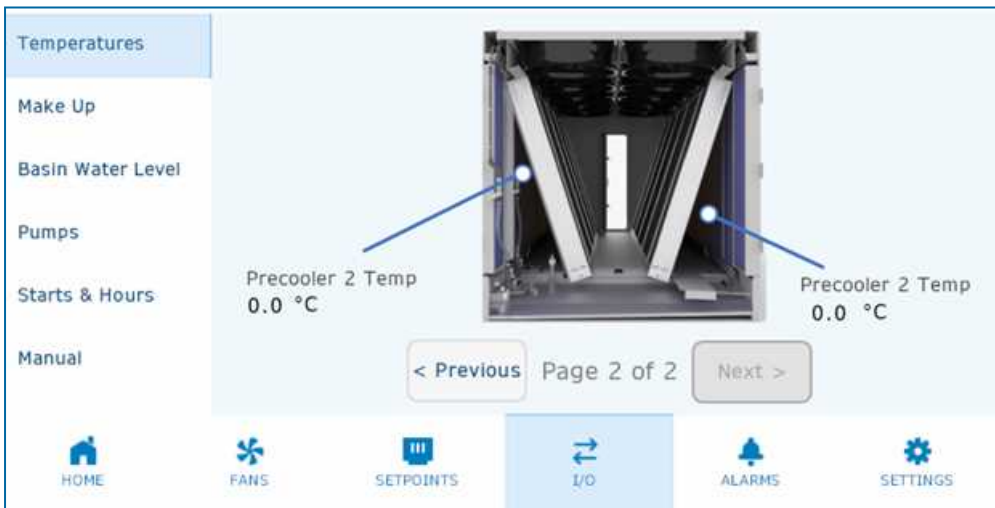 Temperatures
Make Up
Basin Water Level
Pumps
Starts & Hours
Manual
Precooler 2 Temp
0.0 °C
Precooler 2 Temp
0.0 °C
< Previous
Page 2 of 2
Next >
HOME
FANS
SETPOINTS
I/O
ALARMS
SETTINGS